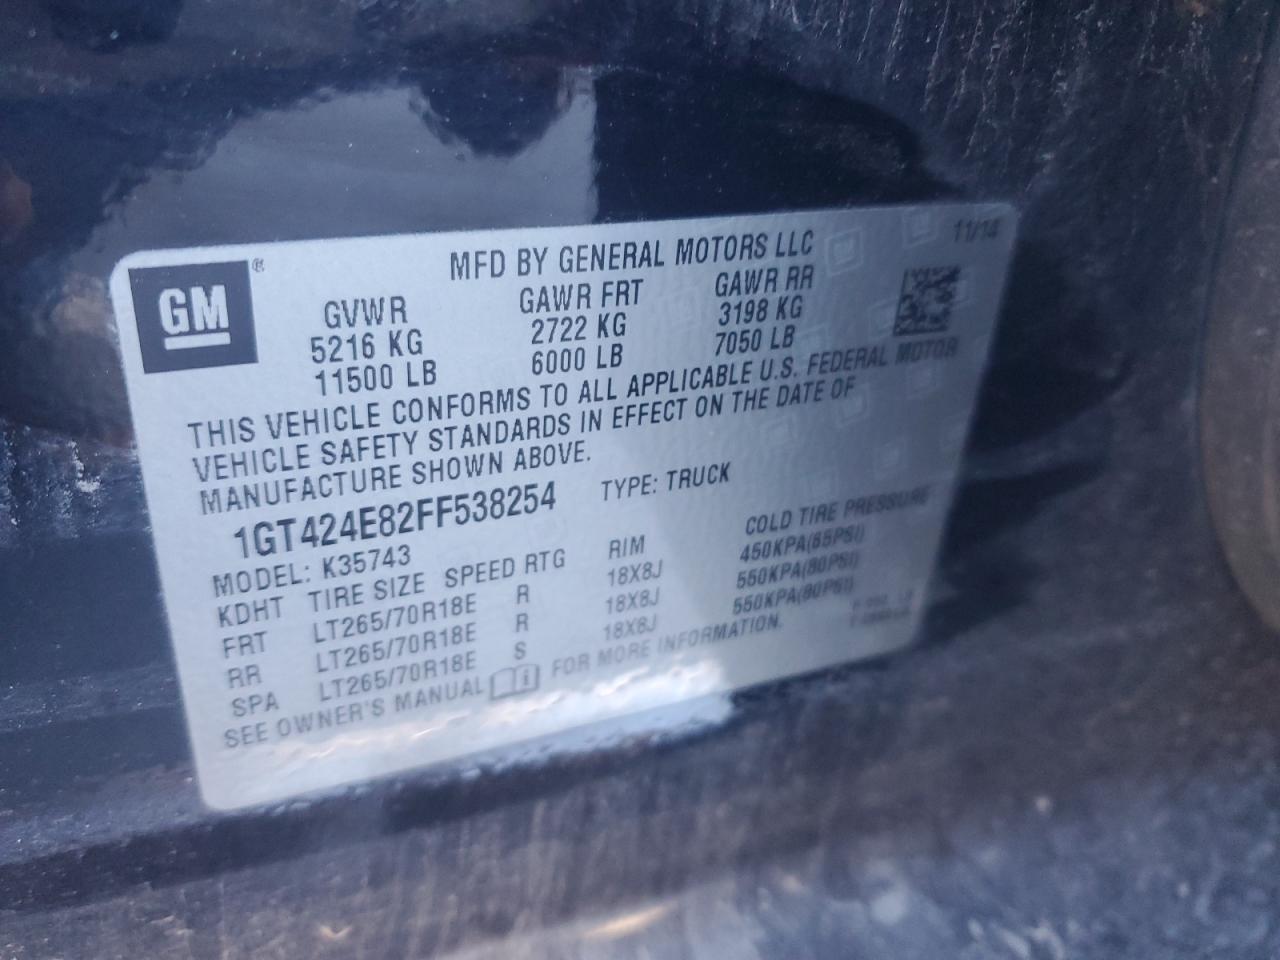 11/14
MFD BY GENERAL MOTORS LLC
GM ®
GVWR GAWR FRT GAWR RR
5216 KG 2722 KG 3198 KG
11500 LB 6000 LB 7050 LB
THIS VEHICLE CONFORMS TO ALL APPLICABLE U.S. FEDERAL MOTOR
VEHICLE SAFETY STANDARDS IN EFFECT ON THE DATE OF
MANUFACTURE SHOWN ABOVE.
1GT424E82FF538254 TYPE: TRUCK
MODEL: K35743
KDHT TIRE SIZE SPEED RTG RIM COLD TIRE PRESSURE
FRT LT265/70R18E R 18X8J 450KPA(65PSI)
RR LT265/70R18E R 18X8J 550KPA(80PSI)
SPA LT265/70R18E S 18X8J 550KPA(80PSI)
SEE OWNER'S MANUAL FOR MORE INFORMATION.